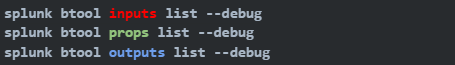 splunk btool inputs list --debug
splunk btool props list --debug
splunk btool outputs list --debug